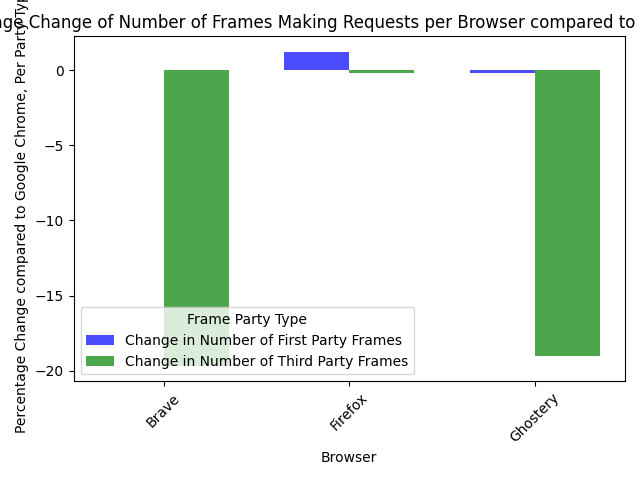 Change of Number of Frames Making Requests per Browser compared to
Percentage Change compared to Google Chrome, Per Party
0
−5
−10
−15
−20
Frame Party Type
Change in Number of First Party Frames
Change in Number of Third Party Frames
Brave
Firefox
Ghostery
Browser